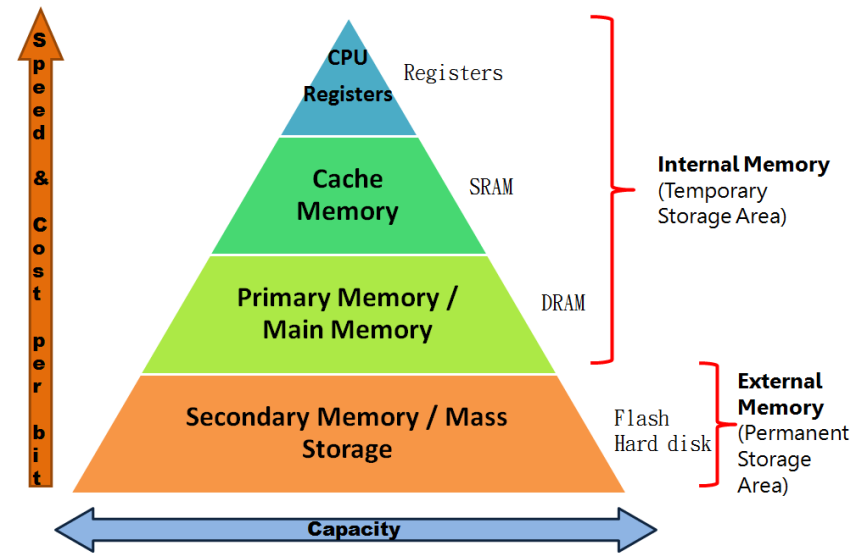 Speed & Cost per bit
CPU
Registers
Registers
Cache
Memory
SRAM
Internal Memory
(Temporary
Storage Area)
Primary Memory /
Main Memory
DRAM
Secondary Memory / Mass
Storage
Flash
Hard disk
External
Memory
(Permanent
Storage
Area)
Capacity